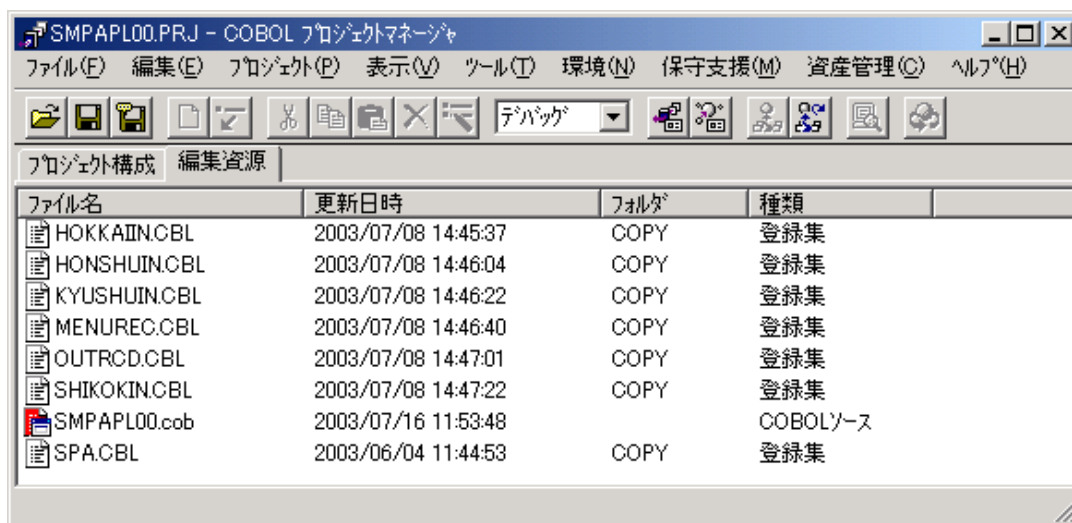 SMPAPL00.PRJ - COBOL ﾌﾟﾛｼﾞｪｸﾄﾏﾈｰｼﾞｬ
ﾌｧｲﾙ(F) 編集(E) ﾌﾟﾛｼﾞｪｸﾄ(P) 表示(V) ﾂｰﾙ(T) 環境(N) 保守支援(M) 資産管理(C) ﾍﾙﾌﾟ(H)
ﾃﾞﾊﾞｯｸﾞ
ﾌﾟﾛｼﾞｪｸﾄ構成 編集資源
ﾌｧｲﾙ名 更新日時 ﾌｫﾙﾀﾞ 種類
HOKKAIIN.CBL 2003/07/08 14:45:37 COPY 登録集
HONSHUIN.CBL 2003/07/08 14:46:04 COPY 登録集
KYUSHUIN.CBL 2003/07/08 14:46:22 COPY 登録集
MENUREC.CBL 2003/07/08 14:46:40 COPY 登録集
OUTRCD.CBL 2003/07/08 14:47:01 COPY 登録集
SHIKOKIN.CBL 2003/07/08 14:47:22 COPY 登録集
SMPAPL00.cob 2003/07/16 11:53:48 COBOLｿｰｽ
SPA.CBL 2003/06/04 11:44:53 COPY 登録集